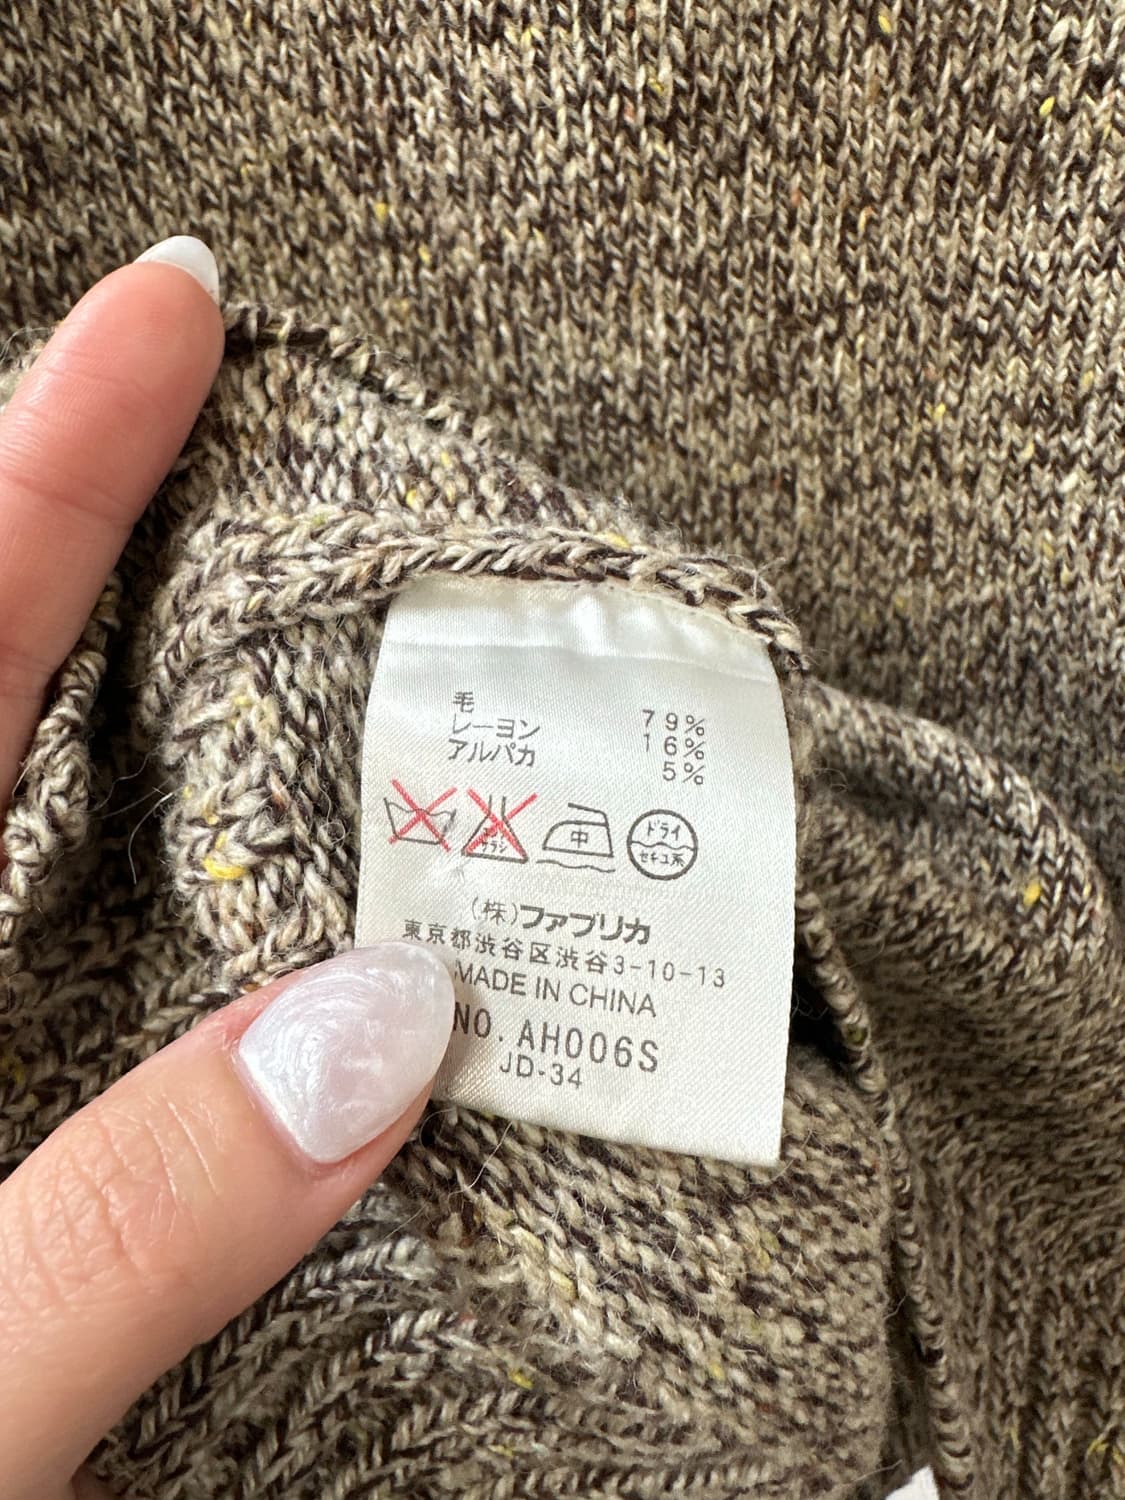 毛 79%
レーヨン 16%
アルパカ 5%
中
ドライ
セキユ系
(株)ファブリカ
東京都渋谷区渋谷3-10-13
MADE IN CHINA
NO. AH006S
JD-34